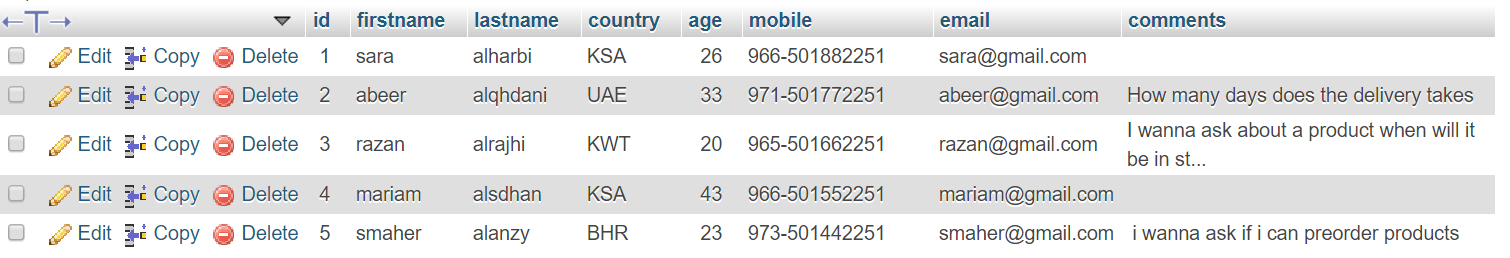 id firstname lastname country age mobile email comments
Edit Copy Delete 1 sara alharbi KSA 26 966-501882251 sara@gmail.com
Edit Copy Delete 2 abeer alqhdani UAE 33 971-501772251 abeer@gmail.com How many days does the delivery takes
Edit Copy Delete 3 razan alrajhi KWT 20 965-501662251 razan@gmail.com I wanna ask about a product when will it
be in st...
Edit Copy Delete 4 mariam alsdhan KSA 43 966-501552251 mariam@gmail.com
Edit Copy Delete 5 smaher alanzy BHR 23 973-501442251 smaher@gmail.com i wanna ask if i can preorder products